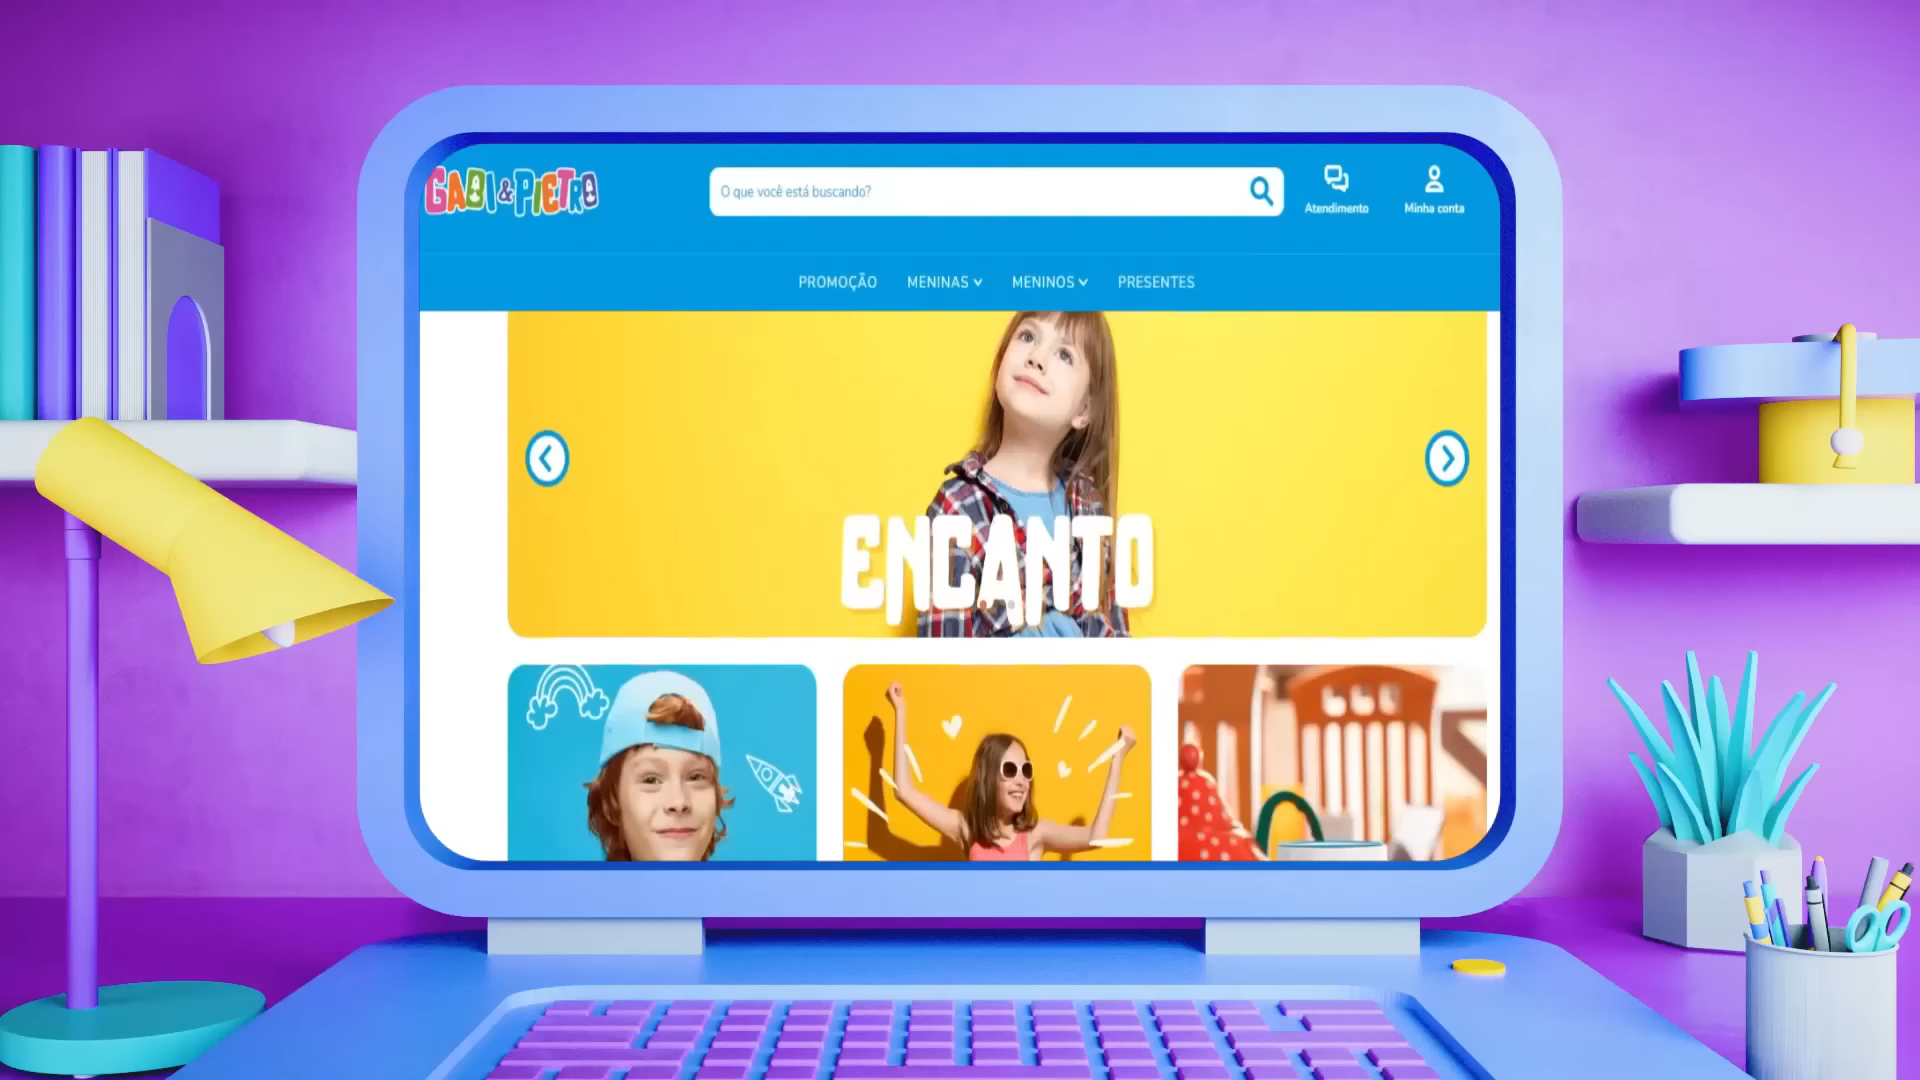 GABI & PIETRO
O que você está buscando?
Atendimento
Minha conta
PROMOÇÃO
MENINAS
MENINOS
PRESENTES
ENCANTO